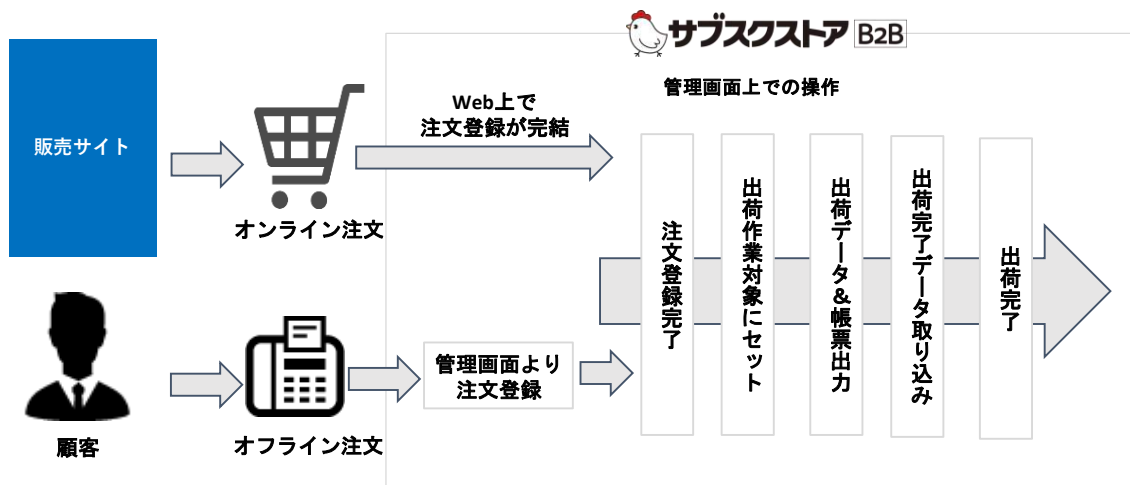 サブスクストア B2B
管理画面上での操作
販売サイト
Web上で
注文登録が完結
オンライン注文
顧客
オフライン注文
管理画面より
注文登録
注文登録完了
出荷作業対象にセット
出荷データ&帳票出力
出荷完了データ取り込み
出荷完了